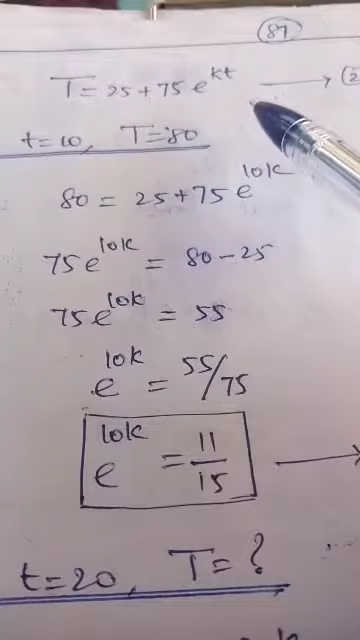 87
T = 25 + 75 e^{kt} → (2
t=10, T=80
80 = 25 + 75 e^{10k}
75 e^{10k} = 80 - 25
75 e^{10k} = 55
e^{10k} = 55/75
e^{10k} = 11/15 →
t=20, T=?